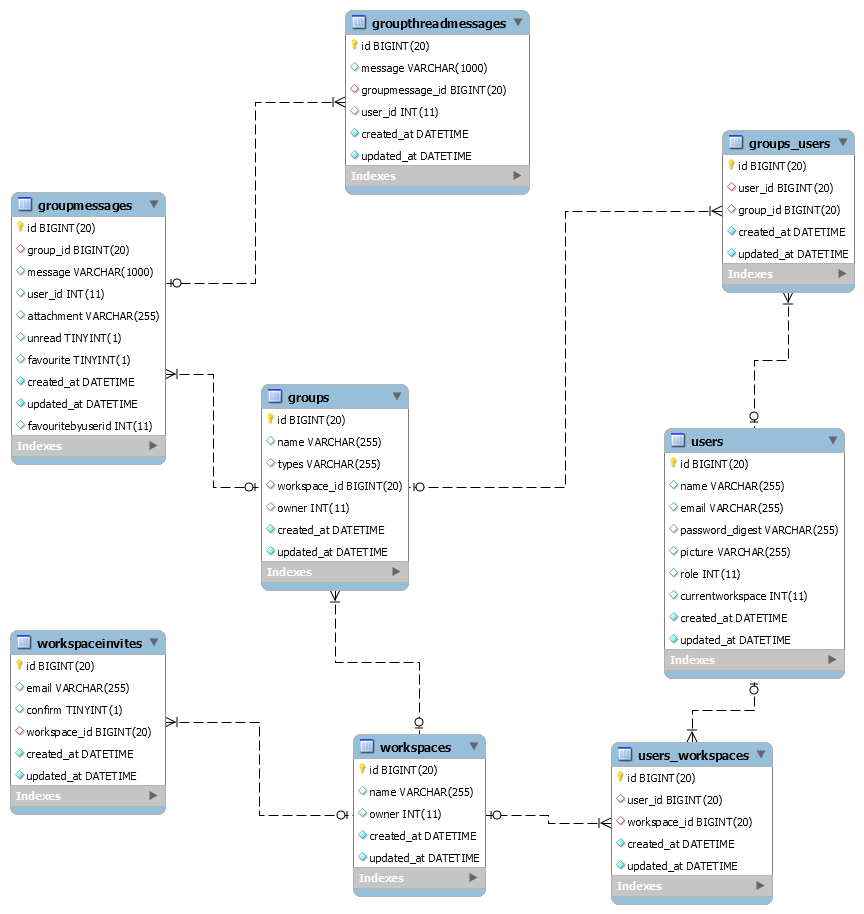 groupthreadmessages
id BIGINT(20)
message VARCHAR(1000)
groupmessage_id BIGINT(20)
user_id INT(11)
created_at DATETIME
updated_at DATETIME
Indexes
groups_users
id BIGINT(20)
user_id BIGINT(20)
group_id BIGINT(20)
created_at DATETIME
updated_at DATETIME
Indexes
groupmessages
id BIGINT(20)
group_id BIGINT(20)
message VARCHAR(1000)
user_id INT(11)
attachment VARCHAR(255)
unread TINYINT(1)
favourite TINYINT(1)
created_at DATETIME
updated_at DATETIME
favouritebyuserid INT(11)
Indexes
groups
id BIGINT(20)
name VARCHAR(255)
types VARCHAR(255)
workspace_id BIGINT(20)
owner INT(11)
created_at DATETIME
updated_at DATETIME
Indexes
users
id BIGINT(20)
name VARCHAR(255)
email VARCHAR(255)
password_digest VARCHAR(255)
picture VARCHAR(255)
role INT(11)
currentworkspace INT(11)
created_at DATETIME
updated_at DATETIME
Indexes
workspaceinvites
id BIGINT(20)
email VARCHAR(255)
confirm TINYINT(1)
workspace_id BIGINT(20)
created_at DATETIME
updated_at DATETIME
Indexes
workspaces
id BIGINT(20)
name VARCHAR(255)
owner INT(11)
created_at DATETIME
updated_at DATETIME
Indexes
users_workspaces
id BIGINT(20)
user_id BIGINT(20)
workspace_id BIGINT(20)
created_at DATETIME
updated_at DATETIME
Indexes